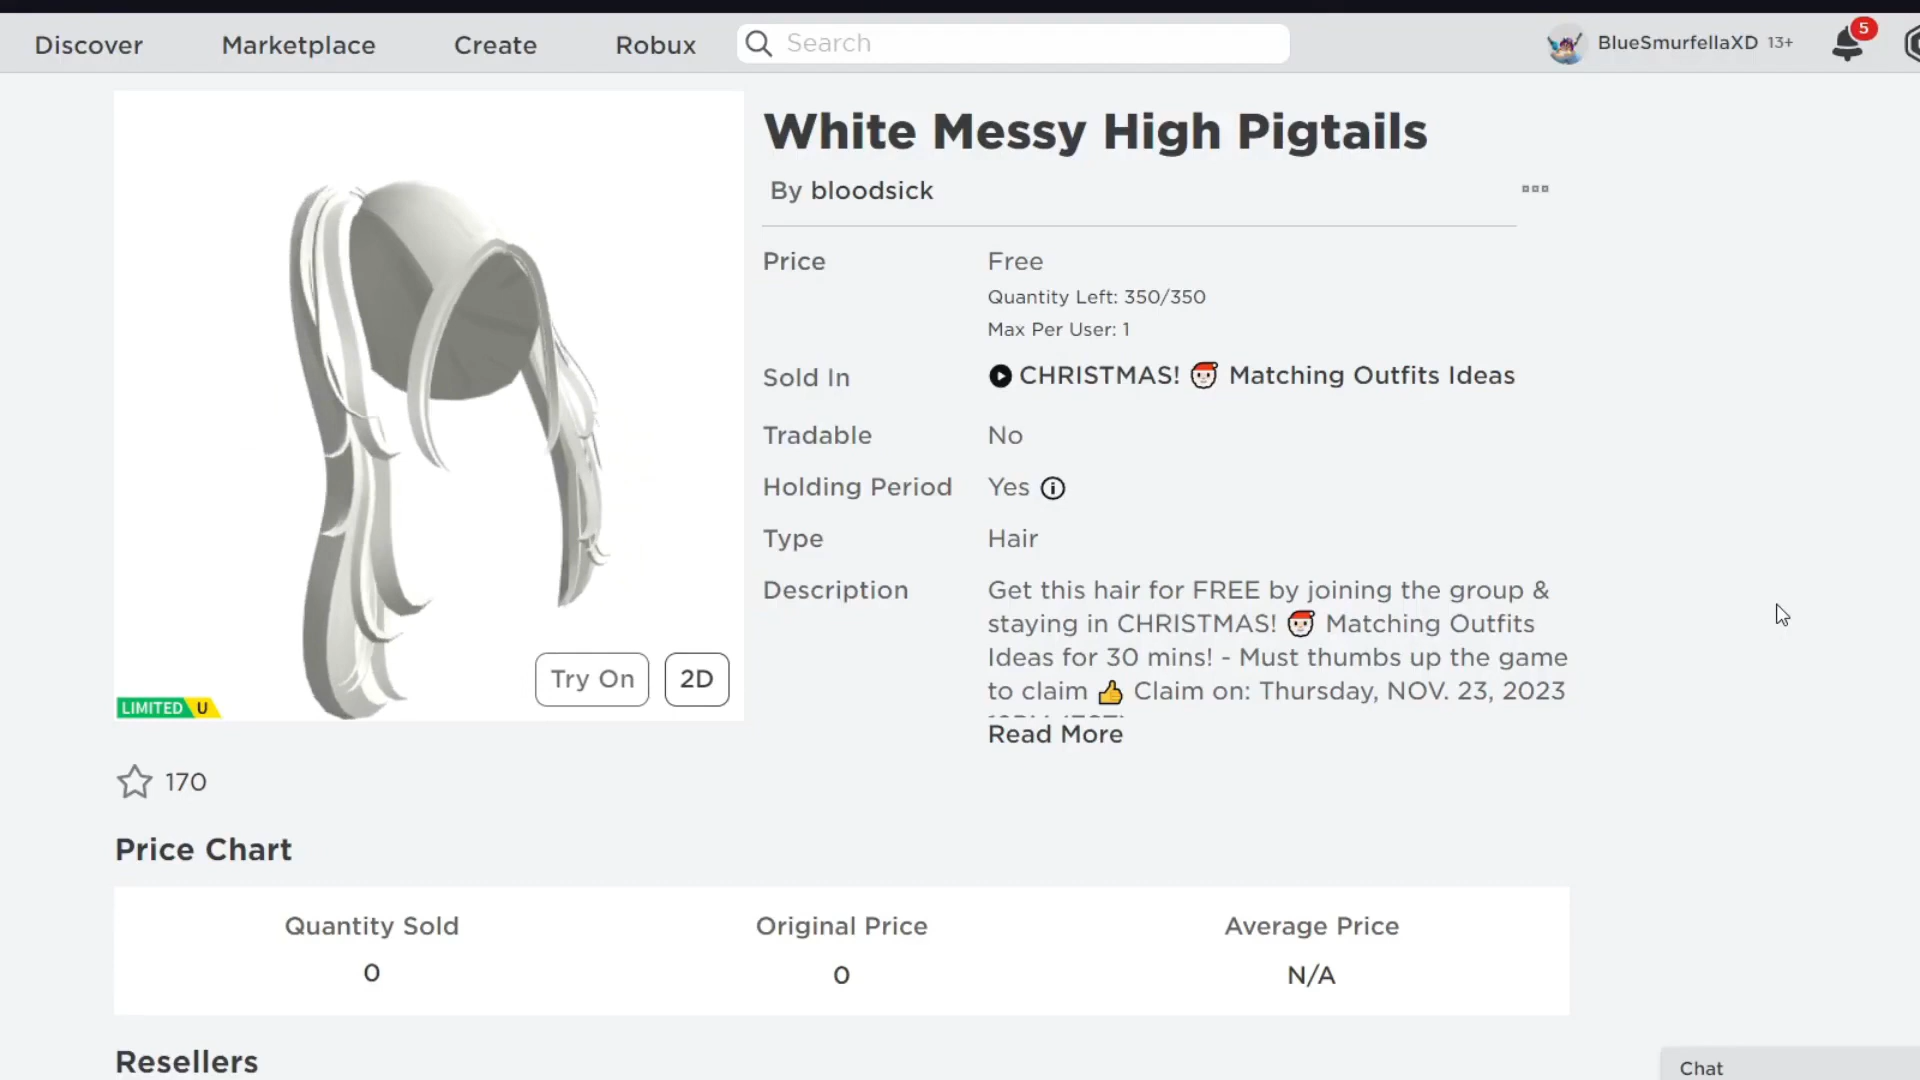 Discover
Marketplace
Create
Robux
Search
BlueSmurfellaXD 13+
5
White Messy High Pigtails
By bloodsick
Price
Free
Quantity Left: 350/350
Max Per User: 1
Sold In
CHRISTMAS! 🎅 Matching Outfits Ideas
Tradable
No
Holding Period
Yes
Type
Hair
Description
Get this hair for FREE by joining the group &
staying in CHRISTMAS! 🎅 Matching Outfits
Ideas for 30 mins! - Must thumbs up the game
to claim 👍 Claim on: Thursday, NOV. 23, 2023
Read More
Try On
2D
LIMITED U
170
Price Chart
Quantity Sold
Original Price
Average Price
0
0
N/A
Resellers
Chat